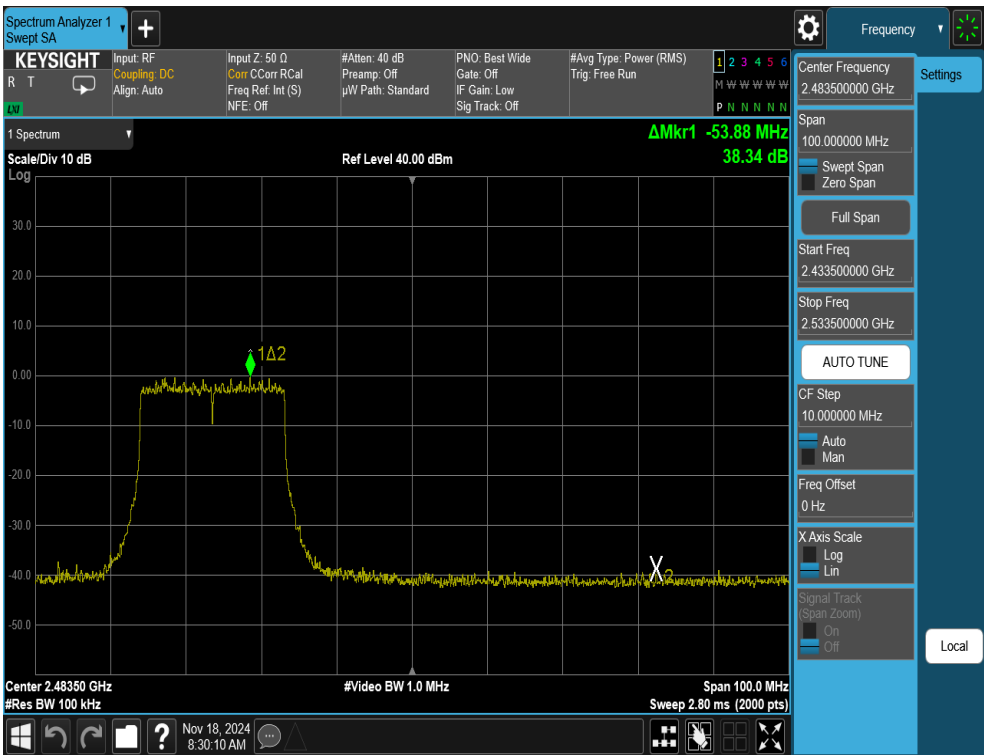 Spectrum Analyzer 1
Swept SA
+
Frequency
KEYSIGHT
R T
LXI
Input: RF
Coupling: DC
Align: Auto
Input Z: 50 Ω
Corr CCorr RCal
Freq Ref: Int (S)
NFE: Off
#Atten: 40 dB
Preamp: Off
µW Path: Standard
PNO: Best Wide
Gate: Off
IF Gain: Low
Sig Track: Off
#Avg Type: Power (RMS)
Trig: Free Run
1 2 3 4 5 6
M W W W W W
P N N N N N
1 Spectrum
ΔMkr1 -53.88 MHz
38.34 dB
Scale/Div 10 dB
Ref Level 40.00 dBm
Log
30.0
20.0
10.0
0.00
-10.0
-20.0
-30.0
-40.0
-50.0
1Δ2
X2
Center 2.48350 GHz
#Video BW 1.0 MHz
Span 100.0 MHz
#Res BW 100 kHz
Sweep 2.80 ms (2000 pts)
Center Frequency
2.483500000 GHz
Settings
Span
100.000000 MHz
Swept Span
Zero Span
Full Span
Start Freq
2.433500000 GHz
Stop Freq
2.533500000 GHz
AUTO TUNE
CF Step
10.000000 MHz
Auto
Man
Freq Offset
0 Hz
X Axis Scale
Log
Lin
Signal Track
(Span Zoom)
On
Off
Local
?
Nov 18, 2024
8:30:10 AM